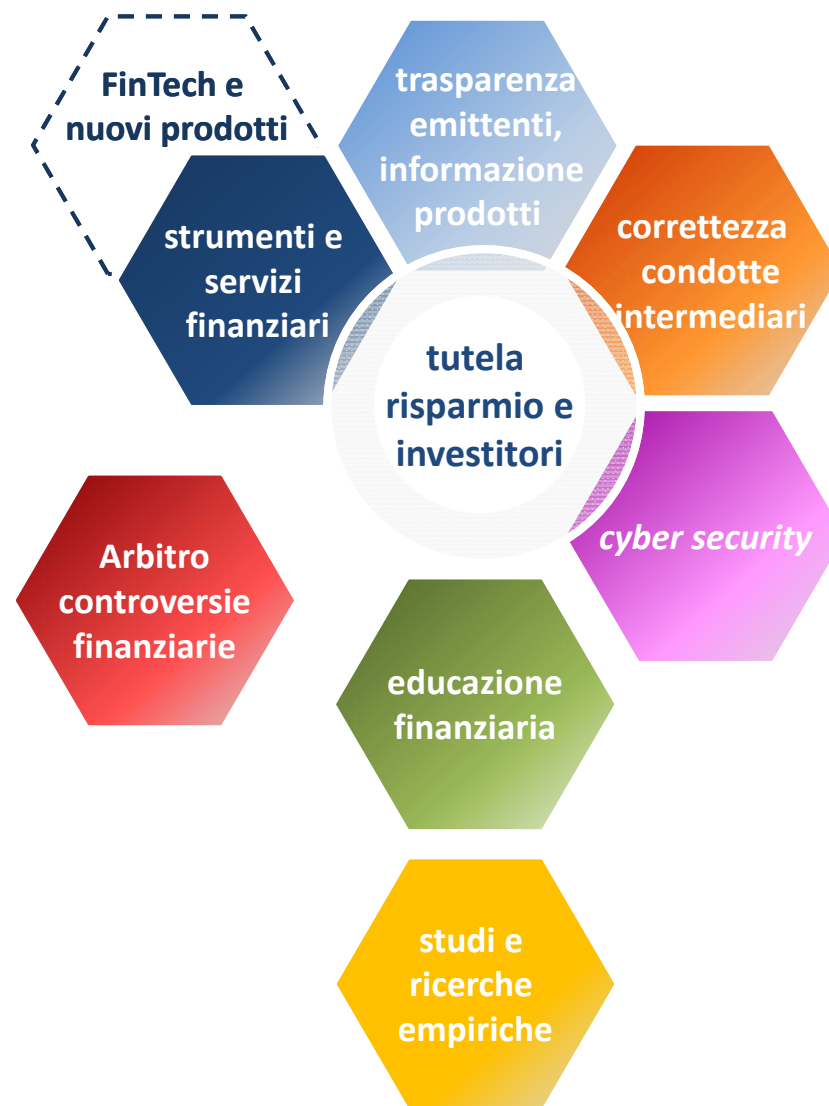 FinTech e
nuovi prodotti
trasparenza
emittenti,
informazione
prodotti
strumenti e
servizi
finanziari
correttezza
condotte
intermediari
tutela
risparmio e
investitori
cyber security
Arbitro
controversie
finanziarie
educazione
finanziaria
studi e
ricerche
empiriche